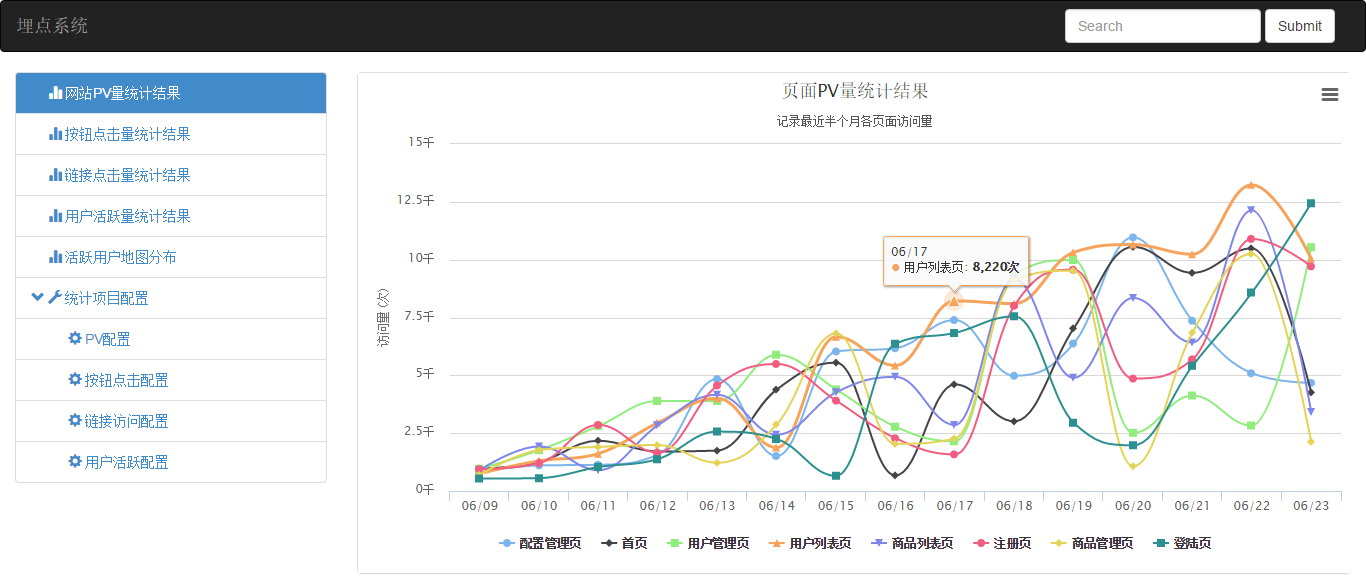 埋点系统
Search
Submit
网站PV量统计结果
按钮点击量统计结果
链接点击量统计结果
用户活跃量统计结果
活跃用户地图分布
统计项目配置
PV配置
按钮点击配置
链接访问配置
用户活跃配置
页面PV量统计结果
记录最近半个月各页面访问量
访问量 (次)
15千
12.5千
10千
7.5千
5千
2.5千
0千
06/17
用户列表页: 8,220次
06/09 06/10 06/11 06/12 06/13 06/14 06/15 06/16 06/17 06/18 06/19 06/20 06/21 06/22 06/23
配置管理页 首页 用户管理页 用户列表页 商品列表页 注册页 商品管理页 登陆页